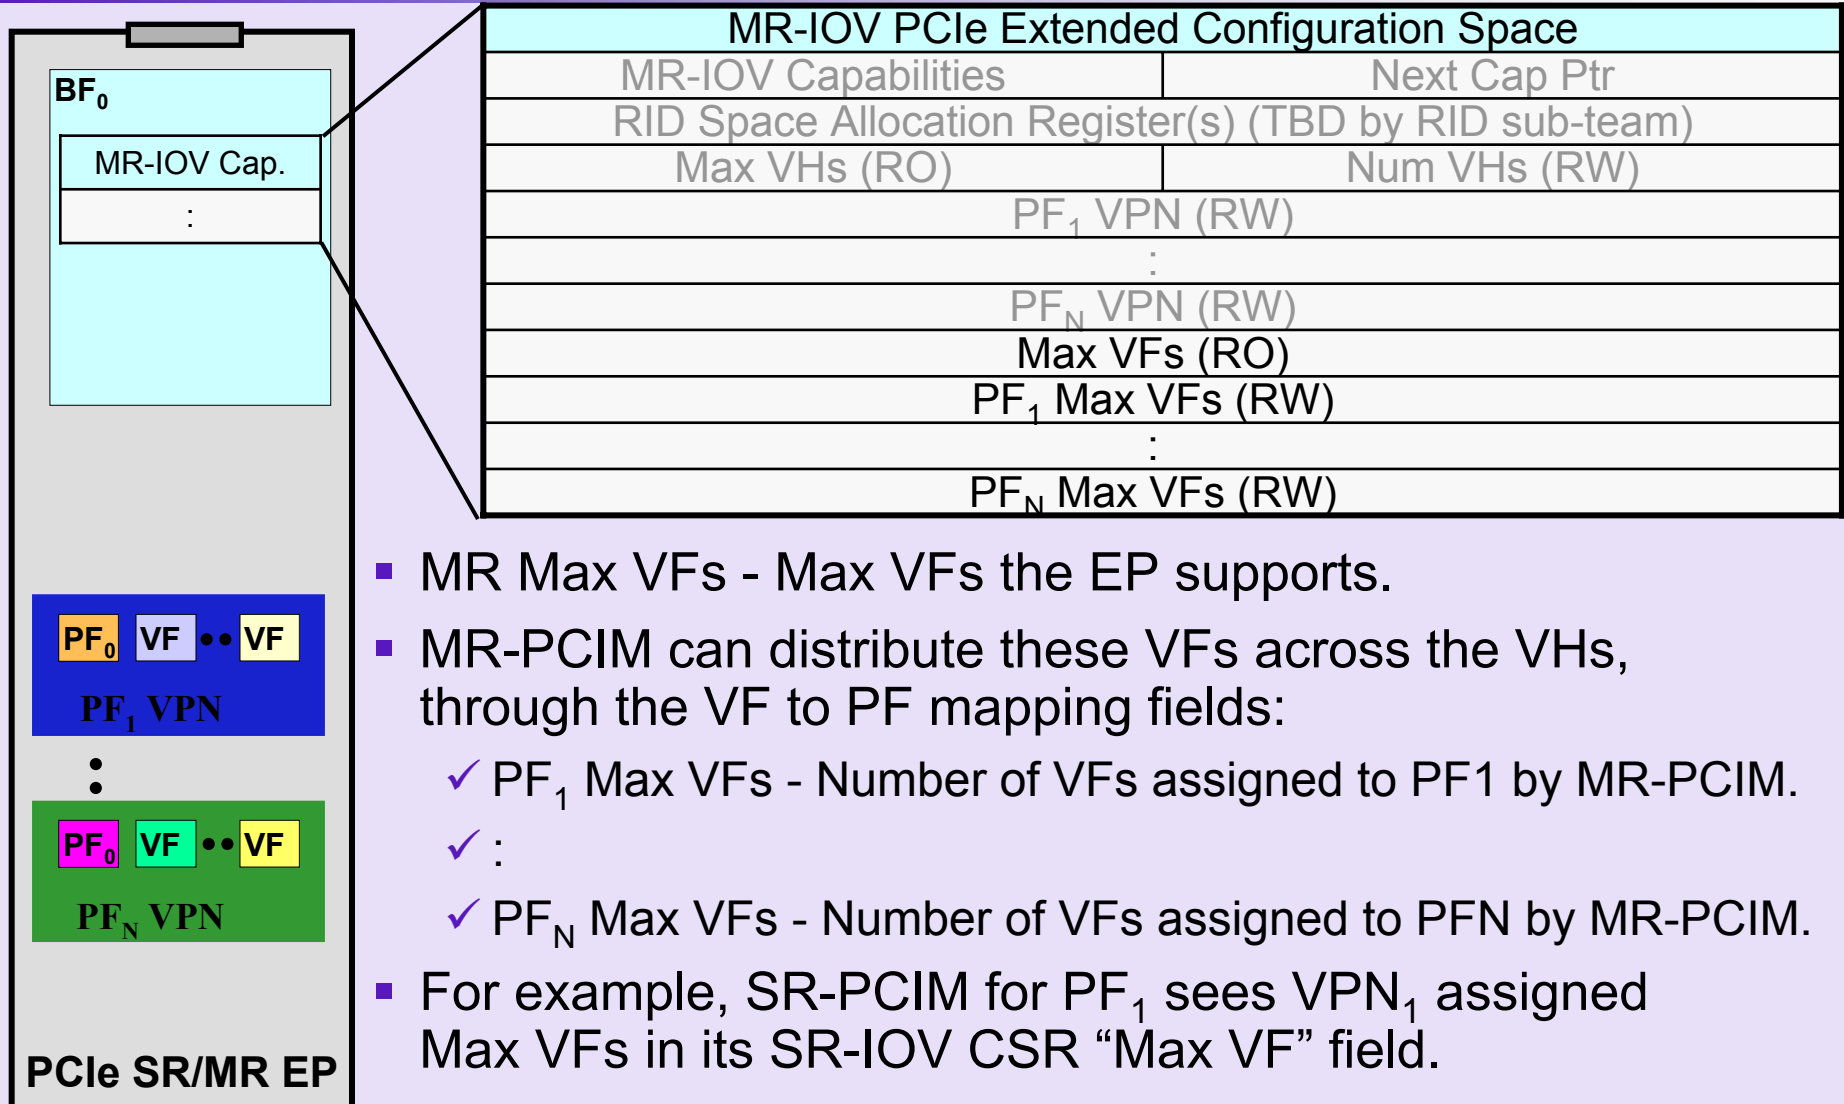 MR-IOV PCIe Extended Configuration Space
MR-IOV Capabilities Next Cap Ptr
RID Space Allocation Register(s) (TBD by RID sub-team)
Max VHs (RO) Num VHs (RW)
PF₁ VPN (RW)
:
PF_N VPN (RW)
Max VFs (RO)
PF₁ Max VFs (RW)
:
PF_N Max VFs (RW)
BF₀
MR-IOV Cap.
:
PF₀ VF •• VF
PF₁ VPN
:
PF₀ VF •• VF
PF_N VPN
PCIe SR/MR EP
▪ MR Max VFs - Max VFs the EP supports.
▪ MR-PCIM can distribute these VFs across the VHs,
through the VF to PF mapping fields:
✓ PF₁ Max VFs - Number of VFs assigned to PF1 by MR-PCIM.
✓ :
✓ PF_N Max VFs - Number of VFs assigned to PFN by MR-PCIM.
▪ For example, SR-PCIM for PF₁ sees VPN₁ assigned
Max VFs in its SR-IOV CSR “Max VF” field.